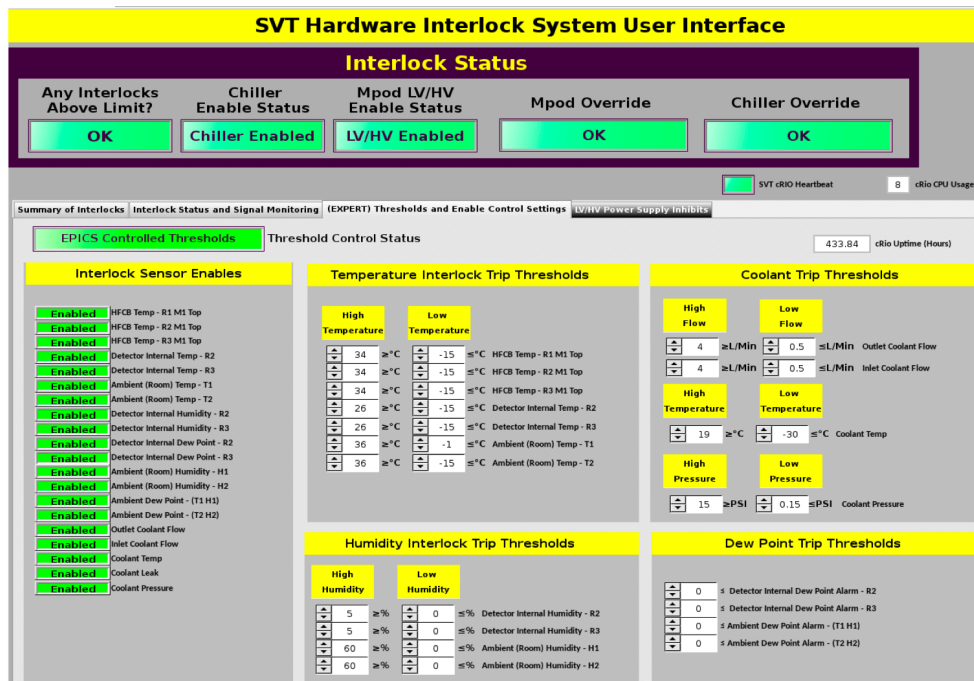 SVT Hardware Interlock System User Interface
Interlock Status
Any Interlocks Above Limit?
OK
Chiller Enable Status
Chiller Enabled
Mpod LV/HV Enable Status
LV/HV Enabled
Mpod Override
OK
Chiller Override
OK
SVT cRIO Heartbeat
8 cRio CPU Usage
Summary of Interlocks
Interlock Status and Signal Monitoring
(EXPERT) Thresholds and Enable Control Settings
LV/HV Power Supply Inhibits
EPICS Controlled Thresholds Threshold Control Status
433.84 cRio Uptime (Hours)
Interlock Sensor Enables
Enabled HFCB Temp - R1 M1 Top
Enabled HFCB Temp - R2 M1 Top
Enabled HFCB Temp - R3 M1 Top
Enabled Detector Internal Temp - R2
Enabled Detector Internal Temp - R3
Enabled Ambient (Room) Temp - T1
Enabled Ambient (Room) Temp - T2
Enabled Detector Internal Humidity - R2
Enabled Detector Internal Humidity - R3
Enabled Detector Internal Dew Point - R2
Enabled Detector Internal Dew Point - R3
Enabled Ambient (Room) Humidity - H1
Enabled Ambient (Room) Humidity - H2
Enabled Ambient Dew Point - (T1 H1)
Enabled Ambient Dew Point - (T2 H2)
Enabled Outlet Coolant Flow
Enabled Inlet Coolant Flow
Enabled Coolant Temp
Enabled Coolant Leak
Enabled Coolant Pressure
Temperature Interlock Trip Thresholds
High Temperature
Low Temperature
34 ≥°C -15 ≤°C HFCB Temp - R1 M1 Top
34 ≥°C -15 ≤°C HFCB Temp - R2 M1 Top
34 ≥°C -15 ≤°C HFCB Temp - R3 M1 Top
26 ≥°C -15 ≤°C Detector Internal Temp - R2
26 ≥°C -15 ≤°C Detector Internal Temp - R3
36 ≥°C -1 ≤°C Ambient (Room) Temp - T1
36 ≥°C -15 ≤°C Ambient (Room) Temp - T2
Humidity Interlock Trip Thresholds
High Humidity
Low Humidity
5 ≥% 0 ≤% Detector Internal Humidity - R2
5 ≥% 0 ≤% Detector Internal Humidity - R3
60 ≥% 0 ≤% Ambient (Room) Humidity - H1
60 ≥% 0 ≤% Ambient (Room) Humidity - H2
Coolant Trip Thresholds
High Flow
Low Flow
4 ≥L/Min 0.5 ≤L/Min Outlet Coolant Flow
4 ≥L/Min 0.5 ≤L/Min Inlet Coolant Flow
High Temperature
Low Temperature
19 ≥°C -30 ≤°C Coolant Temp
High Pressure
Low Pressure
15 ≥PSI 0.15 ≤PSI Coolant Pressure
Dew Point Trip Thresholds
0 ≤ Detector Internal Dew Point Alarm - R2
0 ≤ Detector Internal Dew Point Alarm - R3
0 ≤ Ambient Dew Point Alarm - (T1 H1)
0 ≤ Ambient Dew Point Alarm - (T2 H2)